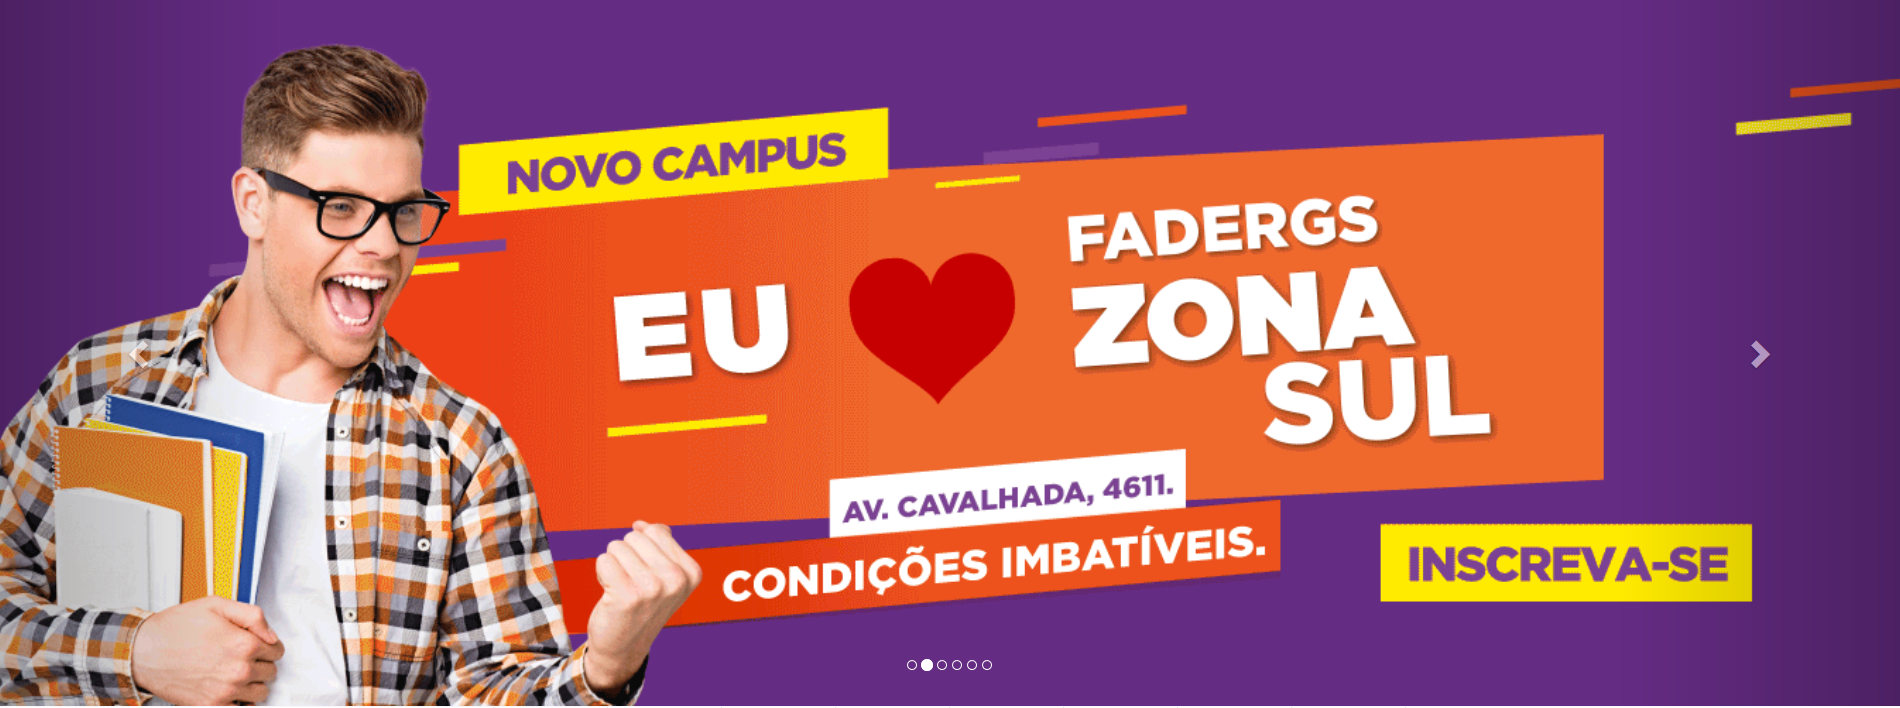 NOVO CAMPUS
EU
FADERGS
ZONA
SUL
AV. CAVALHADA, 4611.
CONDIÇÕES IMBATÍVEIS.
INSCREVA-SE